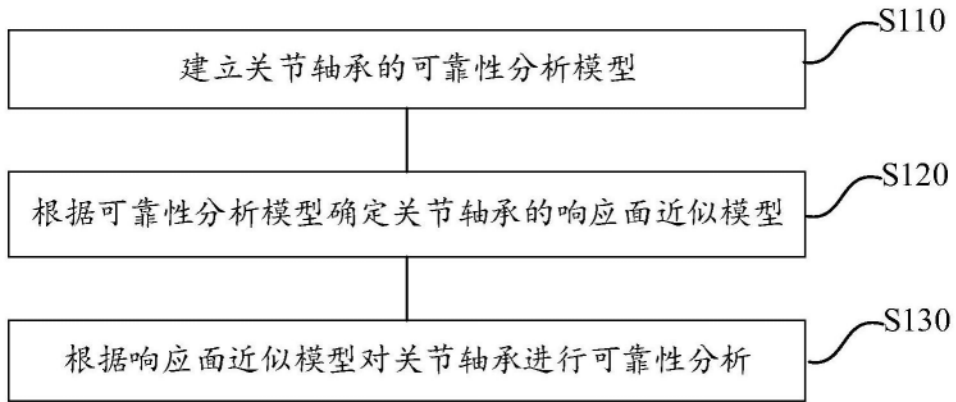 S110
建立关节轴承的可靠性分析模型
S120
根据可靠性分析模型确定关节轴承的响应面近似模型
S130
根据响应面近似模型对关节轴承进行可靠性分析